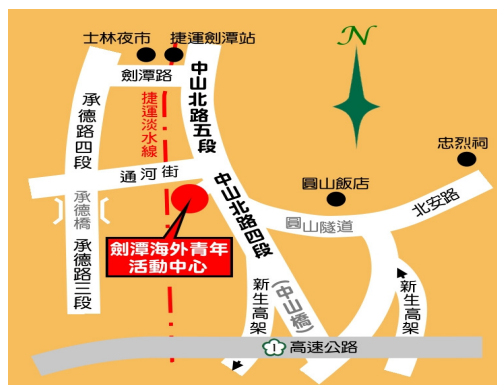 士林夜市
捷運劍潭站
N
劍潭路
中山北路五段
承德路四段
捷運淡水線
忠烈祠
通河街
承德橋
圓山飯店
北安路
中山北路四段
圓山隧道
劍潭海外青年
活動中心
承德路三段
新生高架
(中山橋)
新生高架
1
高速公路